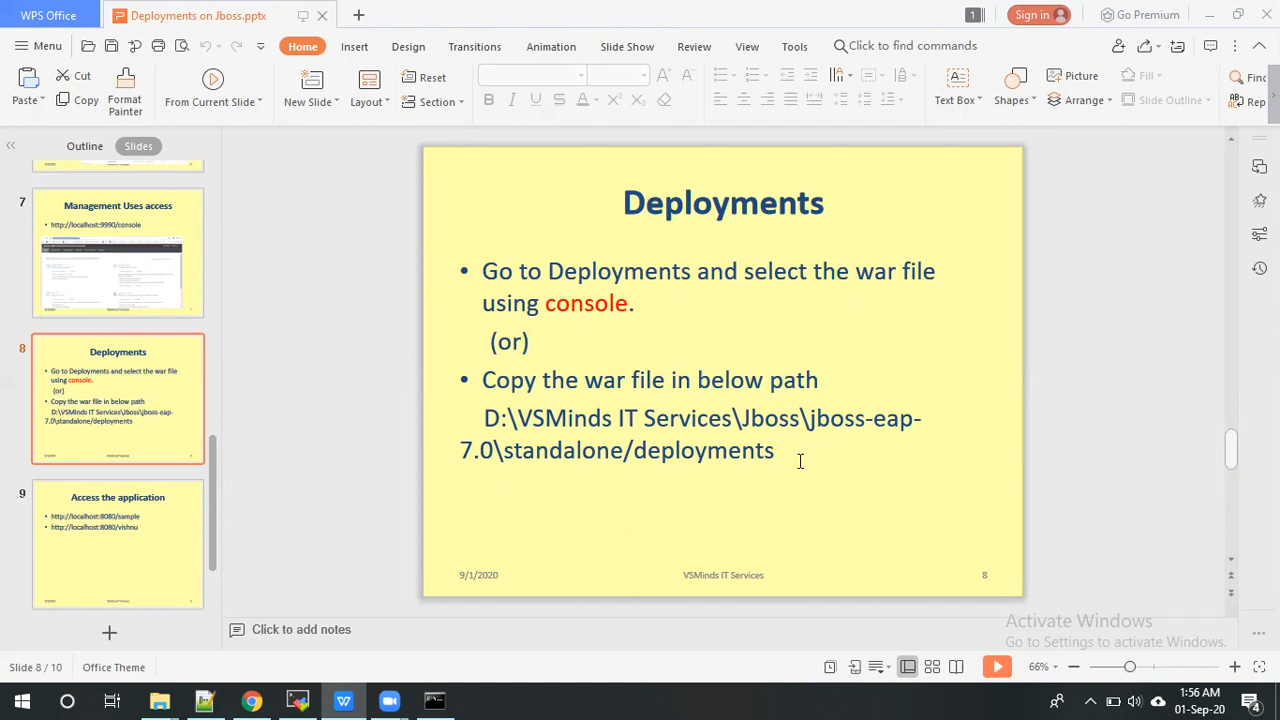 WPS Office
Deployments on Jboss.pptx
1
Sign in
Go Premium
Menu
Home
Insert
Design
Transitions
Animation
Slide Show
Review
View
Tools
Click to find commands
Paste
Cut
Format
Painter
From Current Slide
New Slide
Layout
Reset
Section
B I U S A X² X₂
Text Box
Shapes
Picture
Arrange
Fill
Slide Outline
Find
Rep
Outline
Slides
7
Management Uses access
• http://localhost:9990/console
8
Deployments
• Go to Deployments and select the war file
using console.
(or)
• Copy the war file in below path
D:\VSMinds IT Services\Jboss\jboss-eap-
7.0\standalone/deployments
9
Access the application
• http://localhost:8080/sample
• http://localhost:8080/vishnu
Deployments
• Go to Deployments and select the war file
using console.
(or)
• Copy the war file in below path
D:\VSMinds IT Services\Jboss\jboss-eap-
7.0\standalone/deployments
9/1/2020
VSMinds IT Services
8
Click to add notes
Activate Windows
Go to Settings to activate Windows.
Slide 8 / 10
Office Theme
66%
1:56 AM
01-Sep-20
4